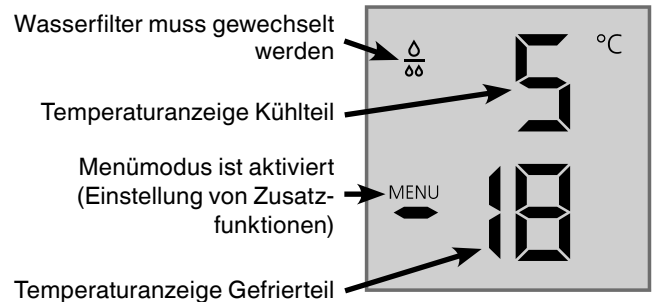 Wasserfilter muss gewechselt
werden
Temperaturanzeige Kühlteil
Menümodus ist aktiviert
(Einstellung von Zusatz-
funktionen)
Temperaturanzeige Gefrierteil
5 °C
MENU
-18